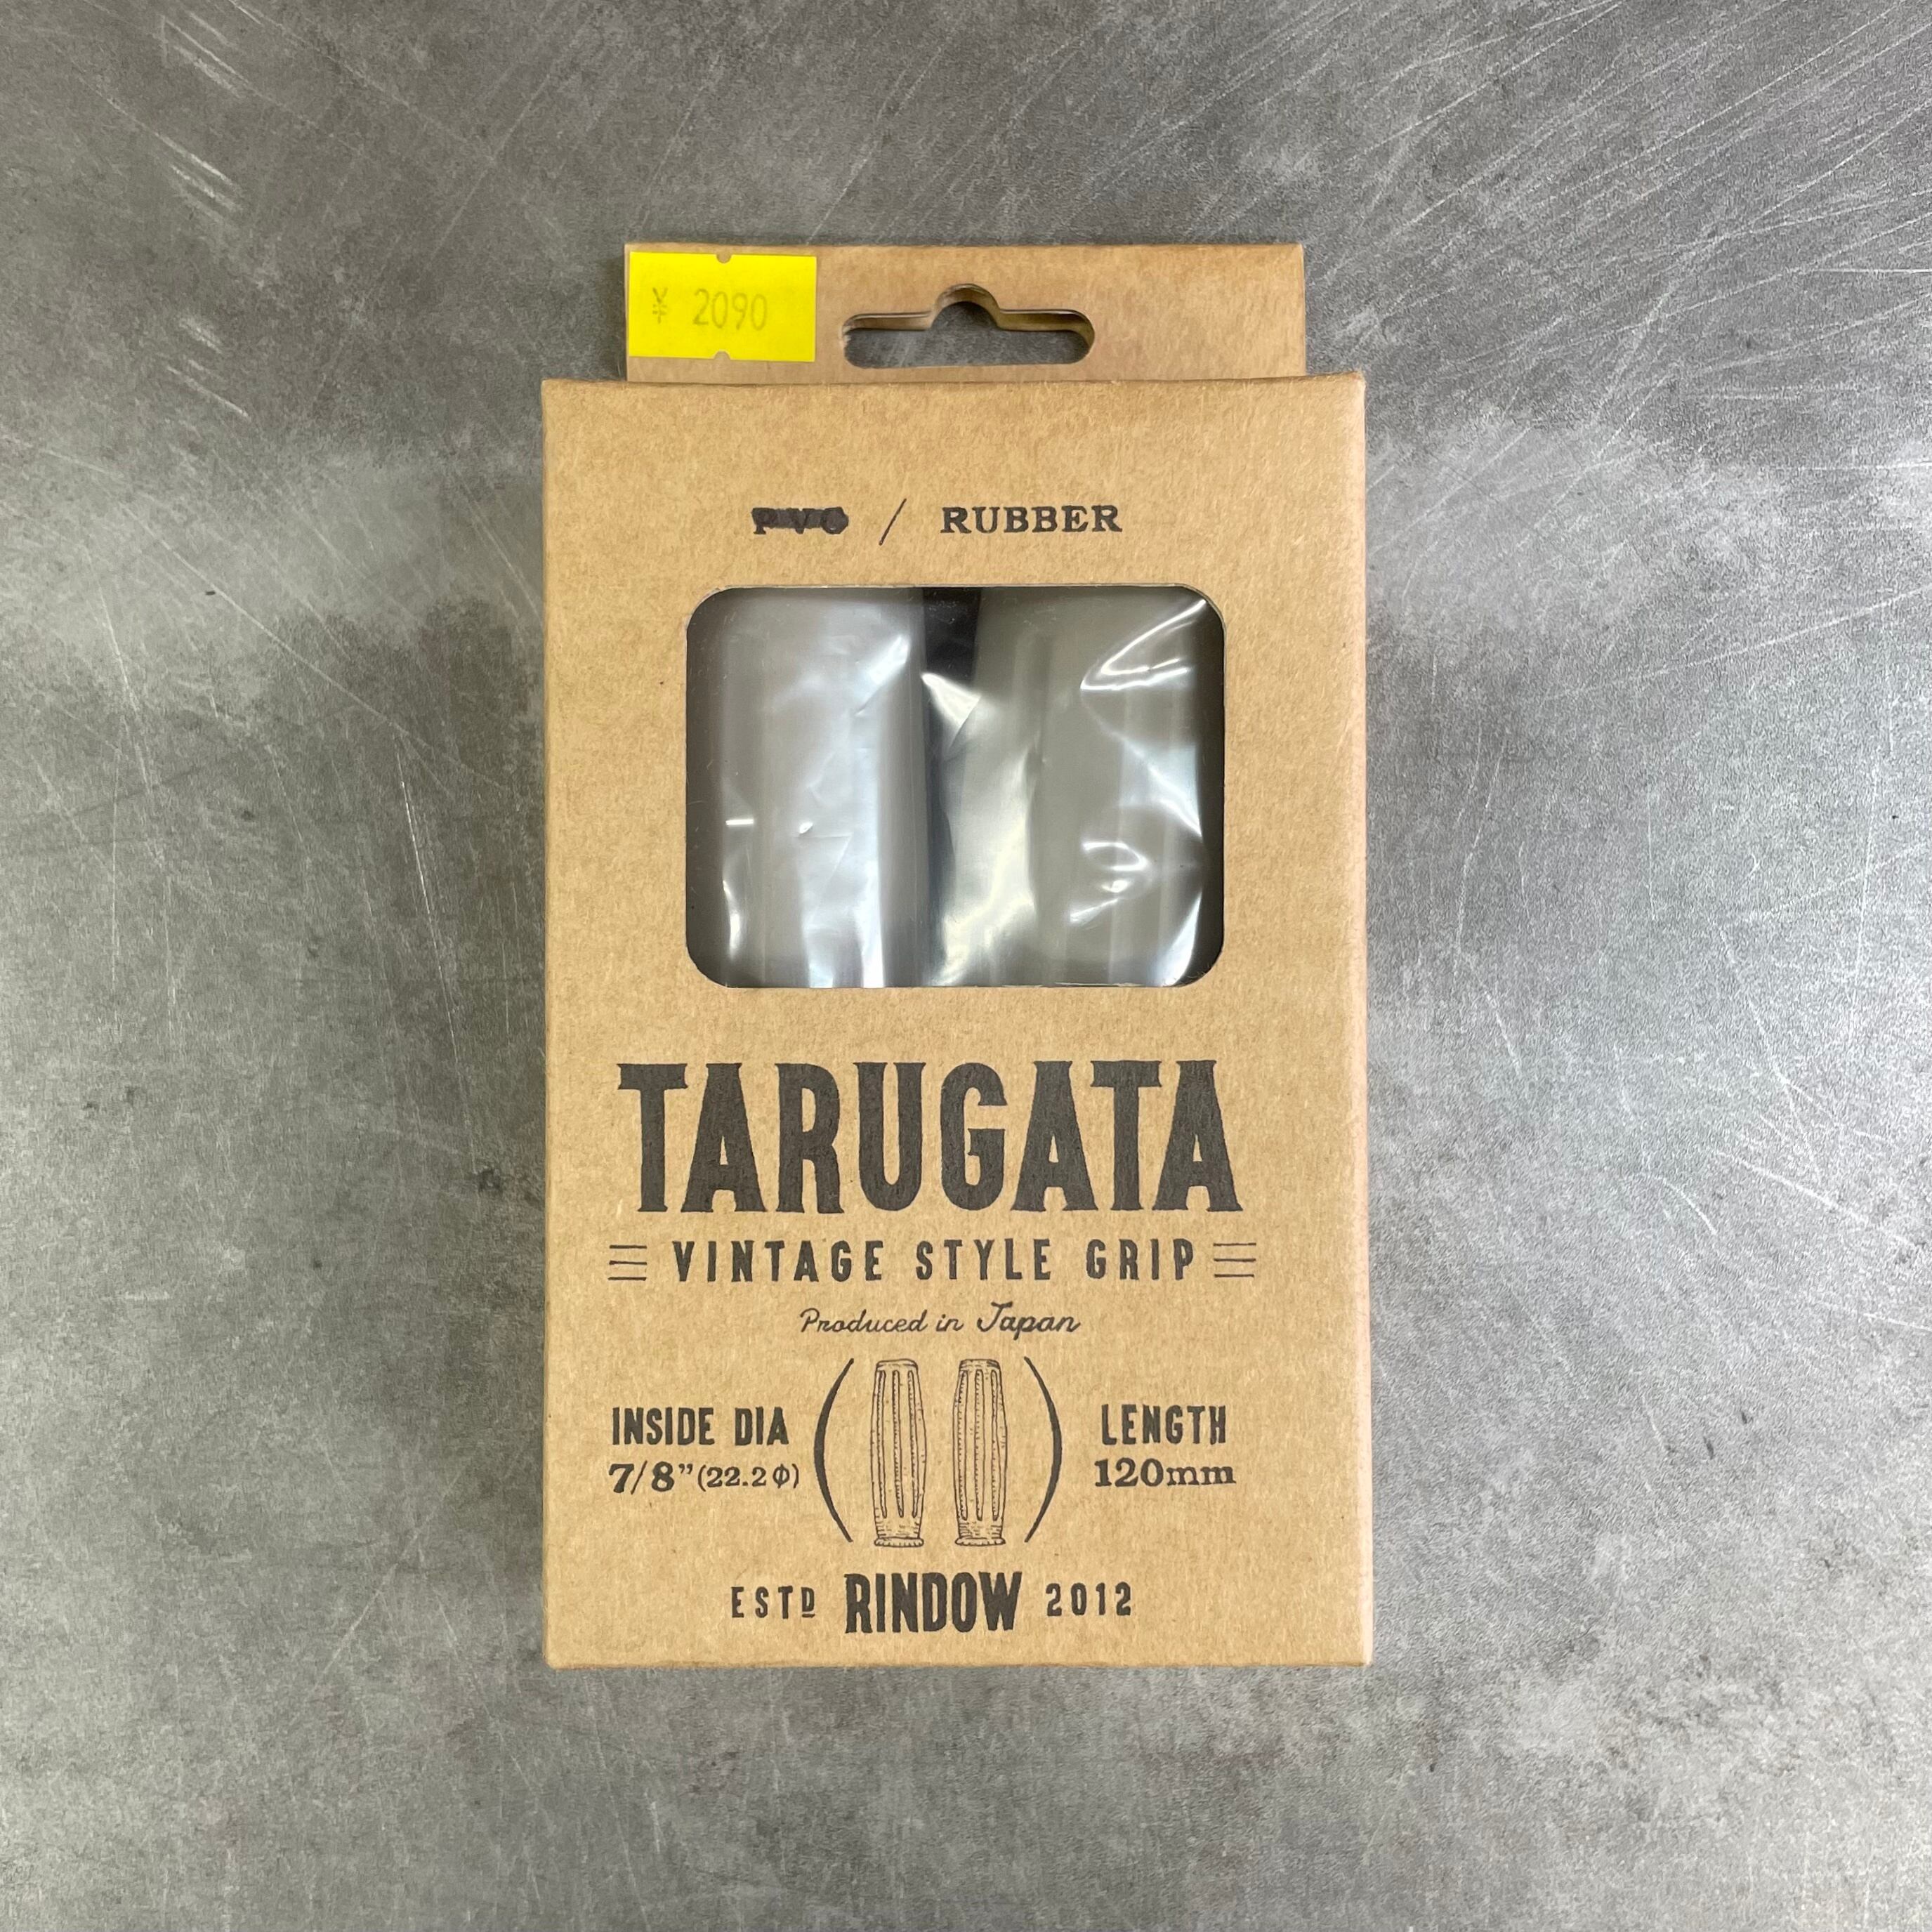 ¥ 2090
PVC / RUBBER
TARUGATA
VINTAGE STYLE GRIP
Produced in Japan
INSIDE DIA
7/8" (22.2Φ)
LENGTH
120mm
ESTD RINDOW 2012